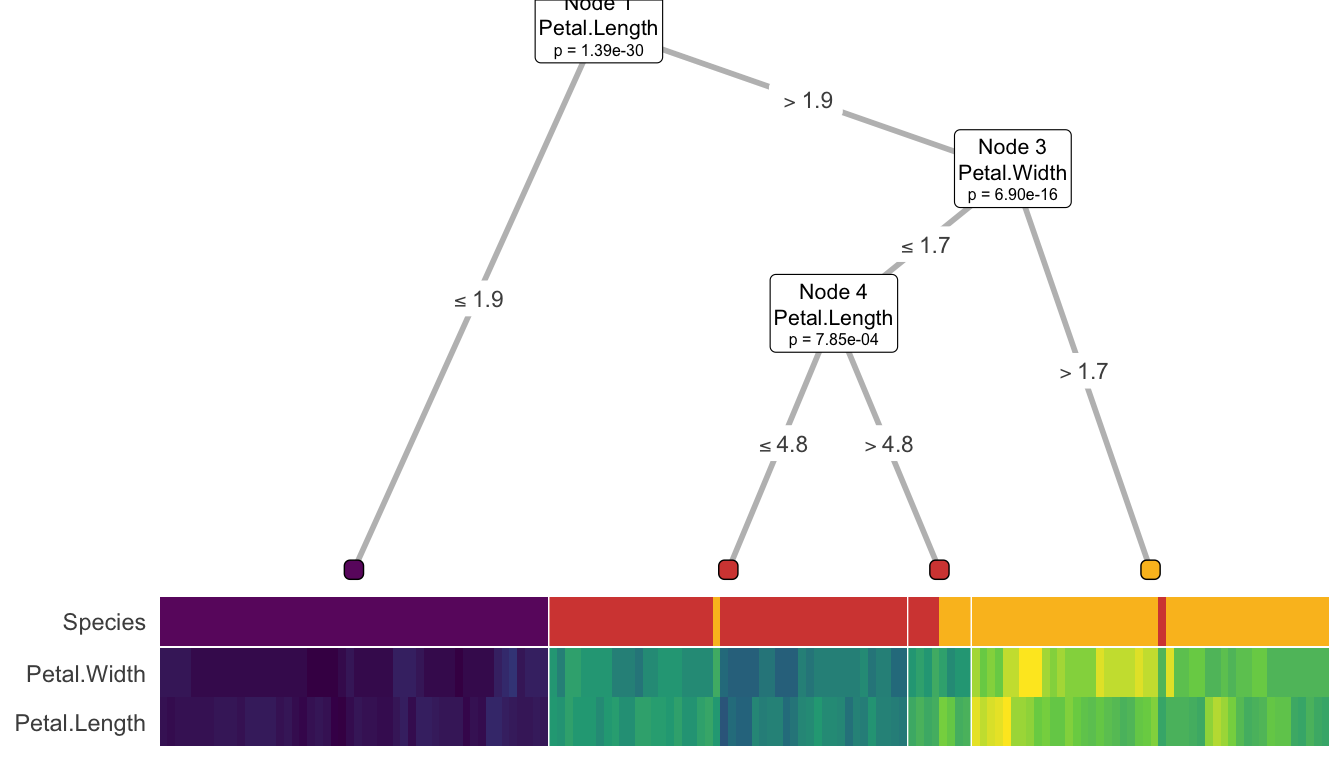 Node 1
Petal.Length
p = 1.39e-30
> 1.9
Node 3
Petal.Width
p = 6.90e-16
≤ 1.7
Node 4
Petal.Length
p = 7.85e-04
≤ 1.9
> 1.7
≤ 4.8
> 4.8
Species
Petal.Width
Petal.Length